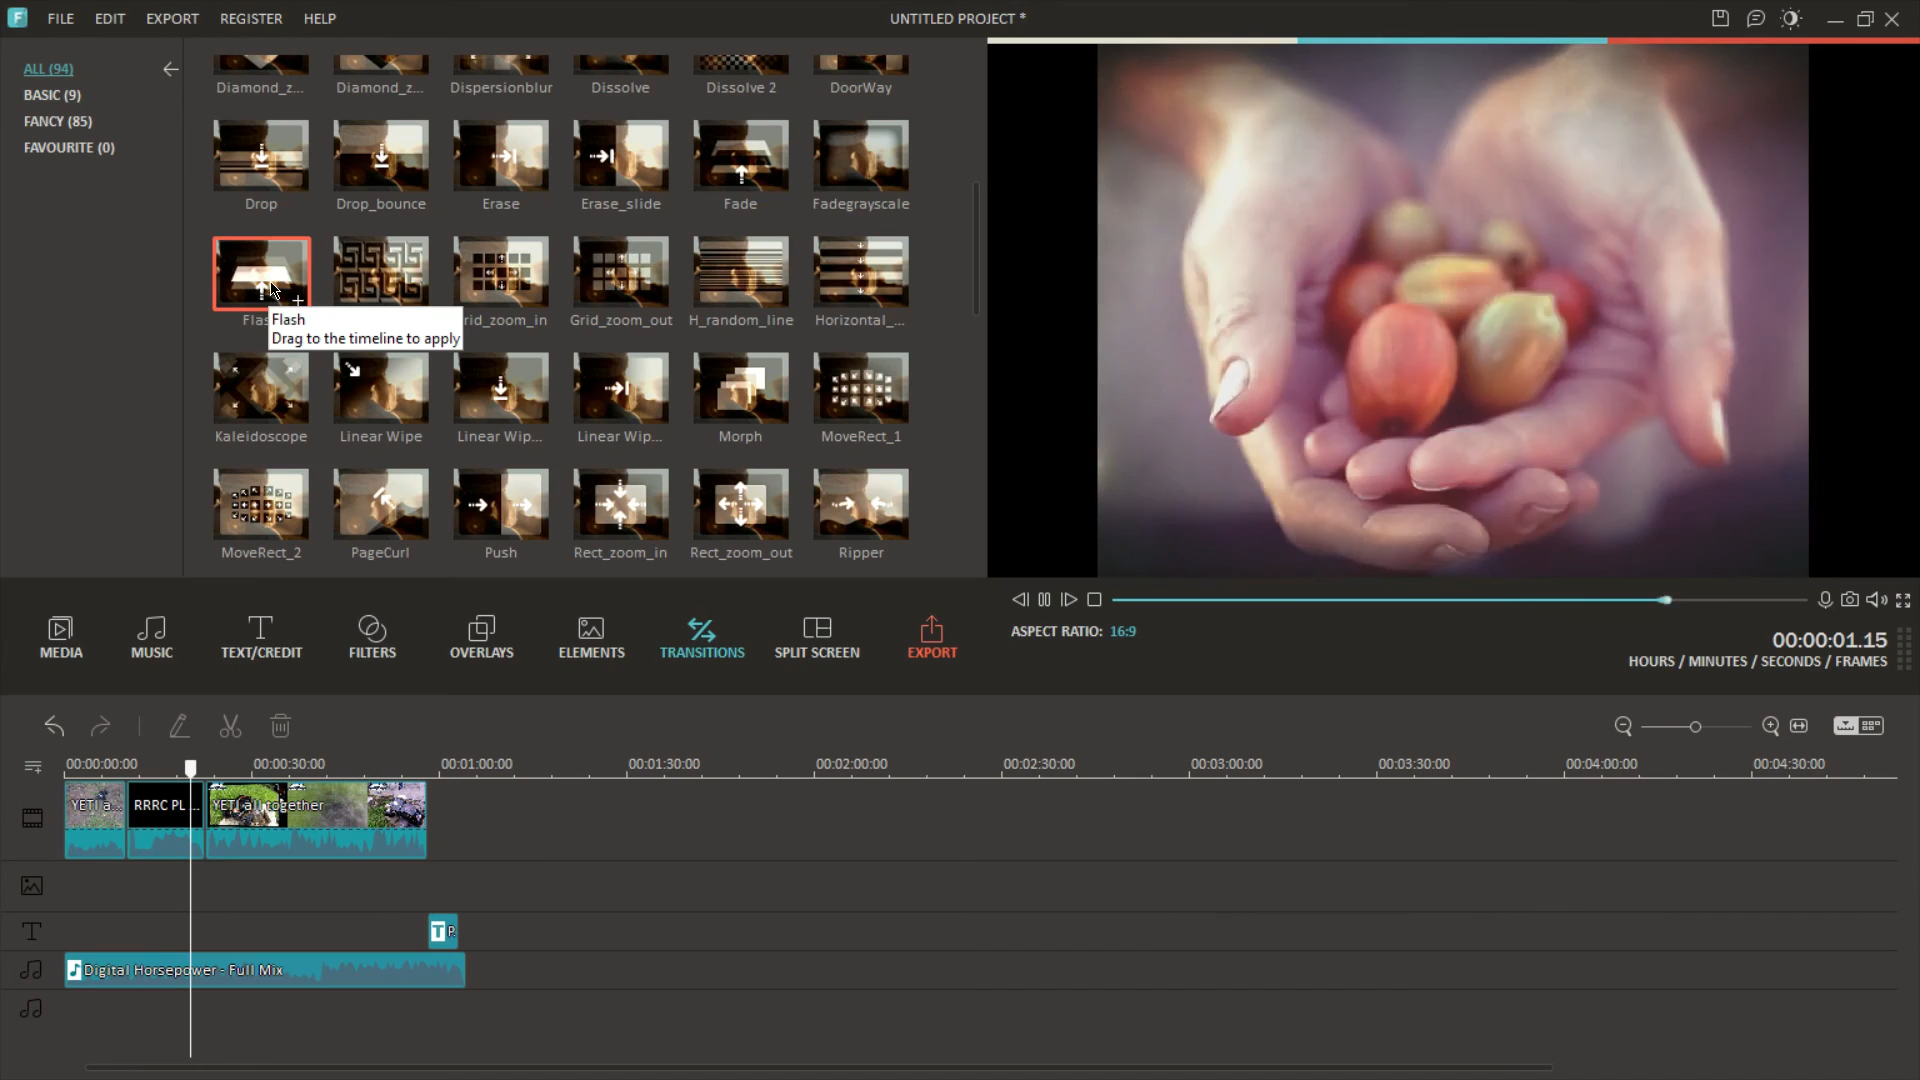 F FILE EDIT EXPORT REGISTER HELP UNTITLED PROJECT *
ALL (94)
BASIC (9)
FANCY (85)
FAVOURITE (0)
Diamond_z... Diamond_z... Dispersionblur Dissolve Dissolve 2 DoorWay
Drop Drop_bounce Erase Erase_slide Fade Fadegrayscale
Flas rid_zoom_in Grid_zoom_out H_random_line Horizontal_...
Flash
Drag to the timeline to apply
Kaleidoscope Linear Wipe Linear Wip... Linear Wip... Morph MoveRect_1
MoveRect_2 PageCurl Push Rect_zoom_in Rect_zoom_out Ripper
ASPECT RATIO: 16:9
00:00:01.15
HOURS / MINUTES / SECONDS / FRAMES
MEDIA MUSIC TEXT/CREDIT FILTERS OVERLAYS ELEMENTS TRANSITIONS SPLIT SCREEN EXPORT
00:00:00:00 00:00:30:00 00:01:00:00 00:01:30:00 00:02:00:00 00:02:30:00 00:03:00:00 00:03:30:00 00:04:00:00 00:04:30:00
YETI a... RRRC PL ... YETI all together
T P
Digital Horsepower - Full Mix